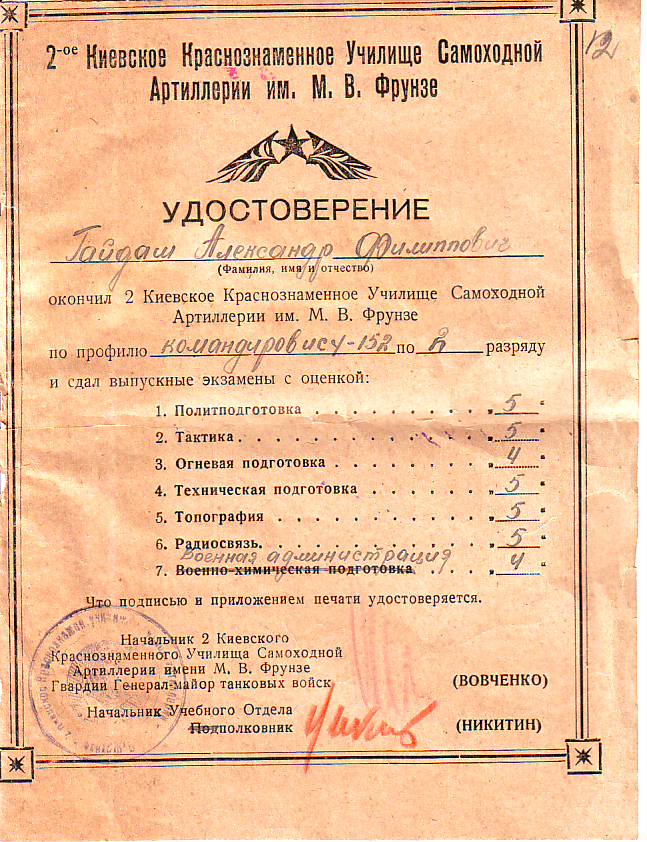 12
2-ое Киевское Краснознаменное Училище Самоходной
Артиллерии им. М. В. Фрунзе
УДОСТОВЕРЕНИЕ
Гайдаш Александр Филиппович
(Фамилия, имя и отчество)
окончил 2 Киевское Краснознаменное Училище Самоходной
Артиллерии им. М. В. Фрунзе
по профилю командиров ису-152 по 2 разряду
и сдал выпускные экзамены с оценкой:
1. Политподготовка . . . . . . . . . . „ 5 “
2. Тактика . . . . . . . . . . . . . „ 5 “
3. Огневая подготовка . . . . . . . . „ 4 “
4. Техническая подготовка . . . . . . „ 5 “
5. Топография . . . . . . . . . . . . „ 5 “
6. Радиосвязь . . . . . . . . . . . . „ 5 “
Военная администрация
7. Военно-химическая подготовка . . . . „ 4 “
Что подписью и приложением печати удостоверяется.
Начальник 2 Киевского
Краснознаменного Училища Самоходной
Артиллерии имени М. В. Фрунзе
Гвардии Генерал-майор танковых войск (ВОВЧЕНКО)
Начальник Учебного Отдела
Подполковник (НИКИТИН)